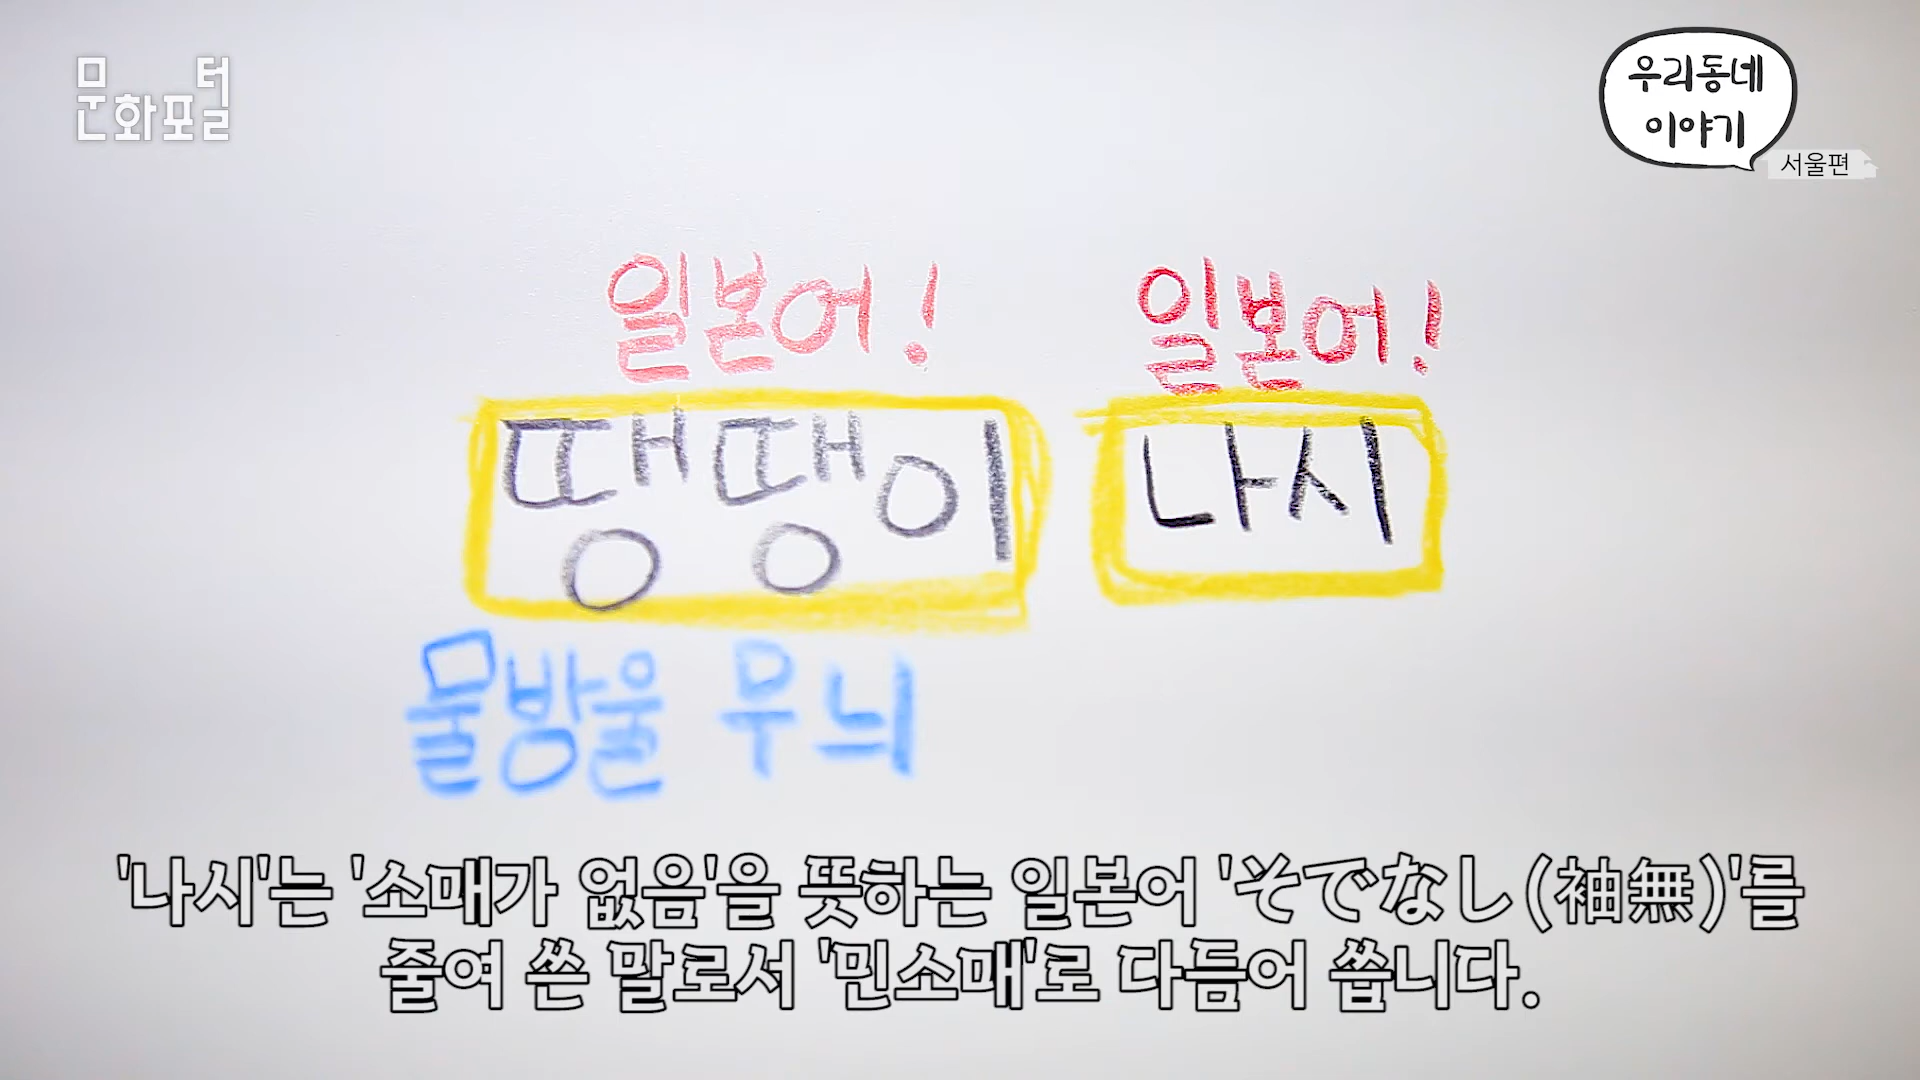 문화포털
우리동네
이야기
서울편
일본어! 일본어!
땡땡이 나시
물방울 무늬
'나시'는 '소매가 없음'을 뜻하는 일본어 'そでなし(袖無)'를
줄여 쓴 말로서 '민소매'로 다듬어 씁니다.